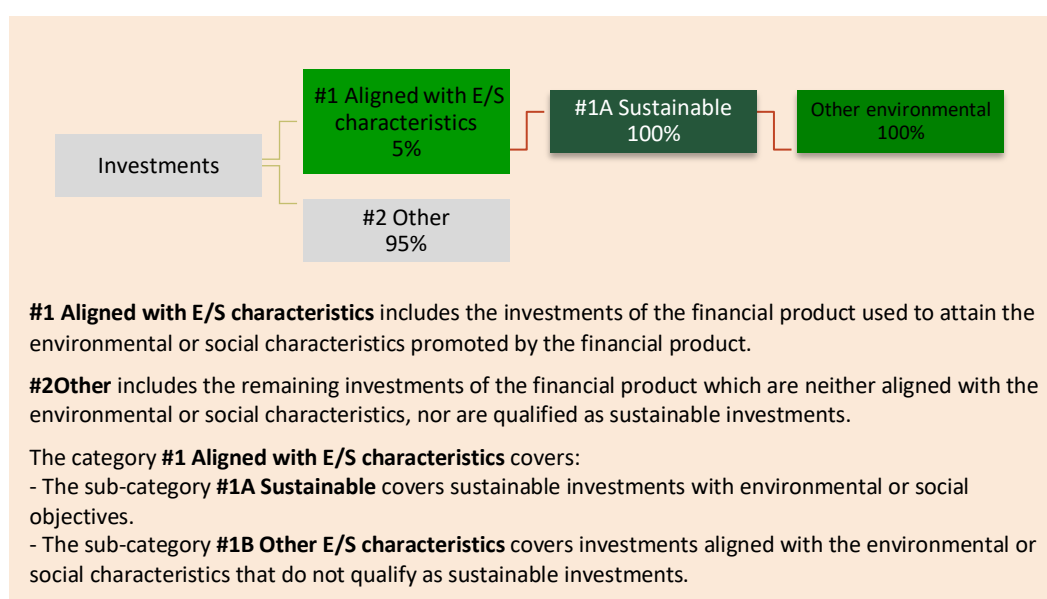 #1 Aligned with E/S
characteristics
5%
#1A Sustainable
100%
Other environmental
100%
Investments
#2 Other
95%
#1 Aligned with E/S characteristics includes the investments of the financial product used to attain the
environmental or social characteristics promoted by the financial product.
#2Other includes the remaining investments of the financial product which are neither aligned with the
environmental or social characteristics, nor are qualified as sustainable investments.
The category #1 Aligned with E/S characteristics covers:
- The sub-category #1A Sustainable covers sustainable investments with environmental or social
objectives.
- The sub-category #1B Other E/S characteristics covers investments aligned with the environmental or
social characteristics that do not qualify as sustainable investments.